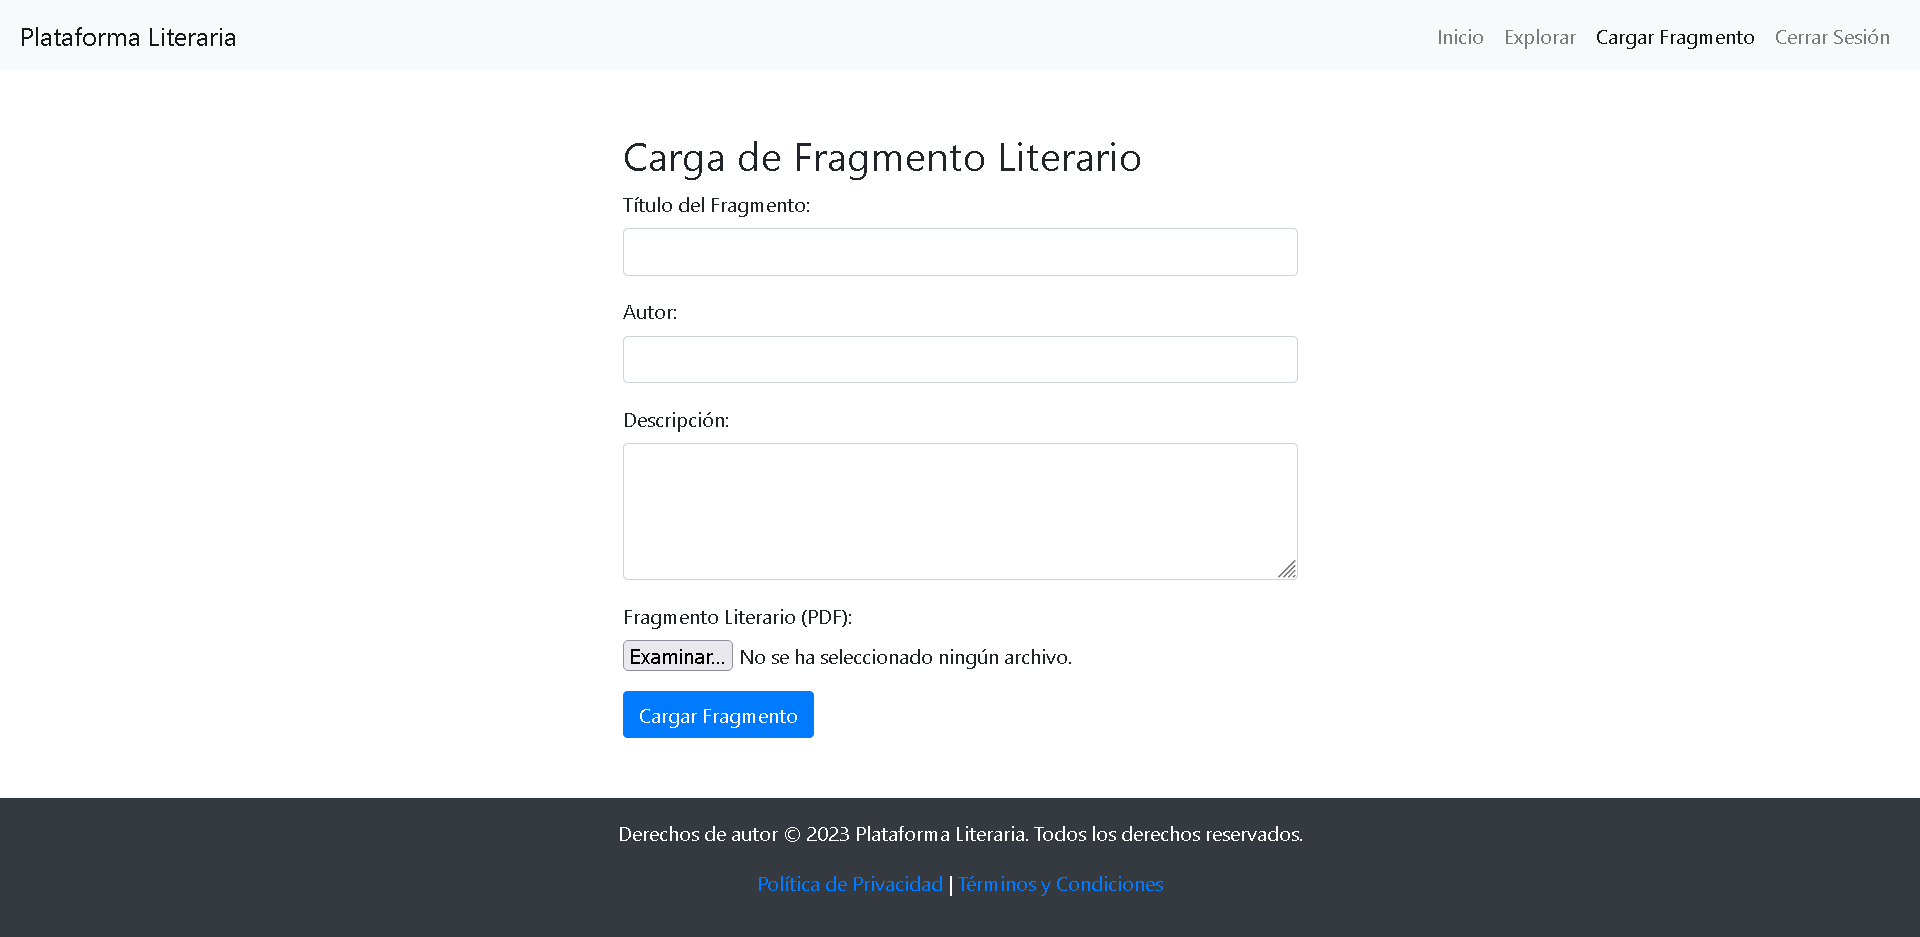 Plataforma Literaria
Inicio Explorar Cargar Fragmento Cerrar Sesión
Carga de Fragmento Literario
Título del Fragmento:
Autor:
Descripción:
Fragmento Literario (PDF):
Examinar... No se ha seleccionado ningún archivo.
Cargar Fragmento
Derechos de autor © 2023 Plataforma Literaria. Todos los derechos reservados.
Política de Privacidad | Términos y Condiciones